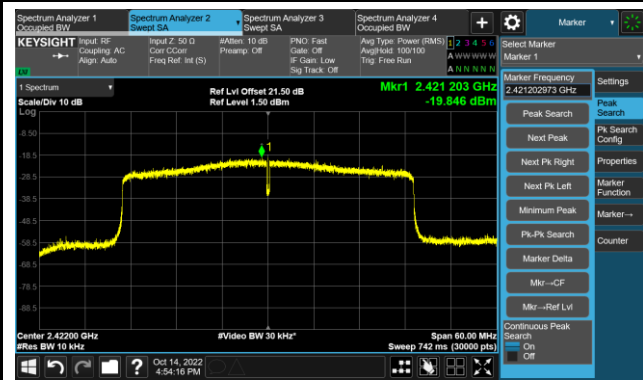 Spectrum Analyzer 1
Occupied BW
Spectrum Analyzer 2
Swept SA
Spectrum Analyzer 3
Swept SA
Spectrum Analyzer 4
Occupied BW
+
Marker
KEYSIGHT
Input: RF
Coupling: AC
Align: Auto
Input Z: 50 Ω
Corr CCorr
Freq Ref: Int (S)
#Atten: 10 dB
Preamp: Off
PNO: Fast
Gate: Off
IF Gain: Low
Sig Track: Off
Avg Type: Power (RMS)
Avg|Hold: 100/100
Trig: Free Run
1 2 3 4 5 6
A W W W W W
A N N N N N
LV
Select Marker
Marker 1
1 Spectrum
Scale/Div 10 dB
Ref Lvl Offset 21.50 dB
Ref Level 1.50 dBm
Mkr1 2.421 203 GHz
-19.846 dBm
Log
-8.50
-18.5
-28.5
-38.5
-48.5
-58.5
-68.5
-78.5
-88.5
1
Center 2.42200 GHz
#Res BW 10 kHz
#Video BW 30 kHz*
Span 60.00 MHz
Sweep 742 ms (30000 pts)
Marker Frequency
2.421202973 GHz
Peak Search
Next Peak
Next Pk Right
Next Pk Left
Minimum Peak
Pk-Pk Search
Marker Delta
Mkr→CF
Mkr→Ref Lvl
Continuous Peak
Search
On
Off
Settings
Peak
Search
Pk Search
Config
Properties
Marker
Function
Marker→
Counter
?
Oct 14, 2022
4:54:16 PM